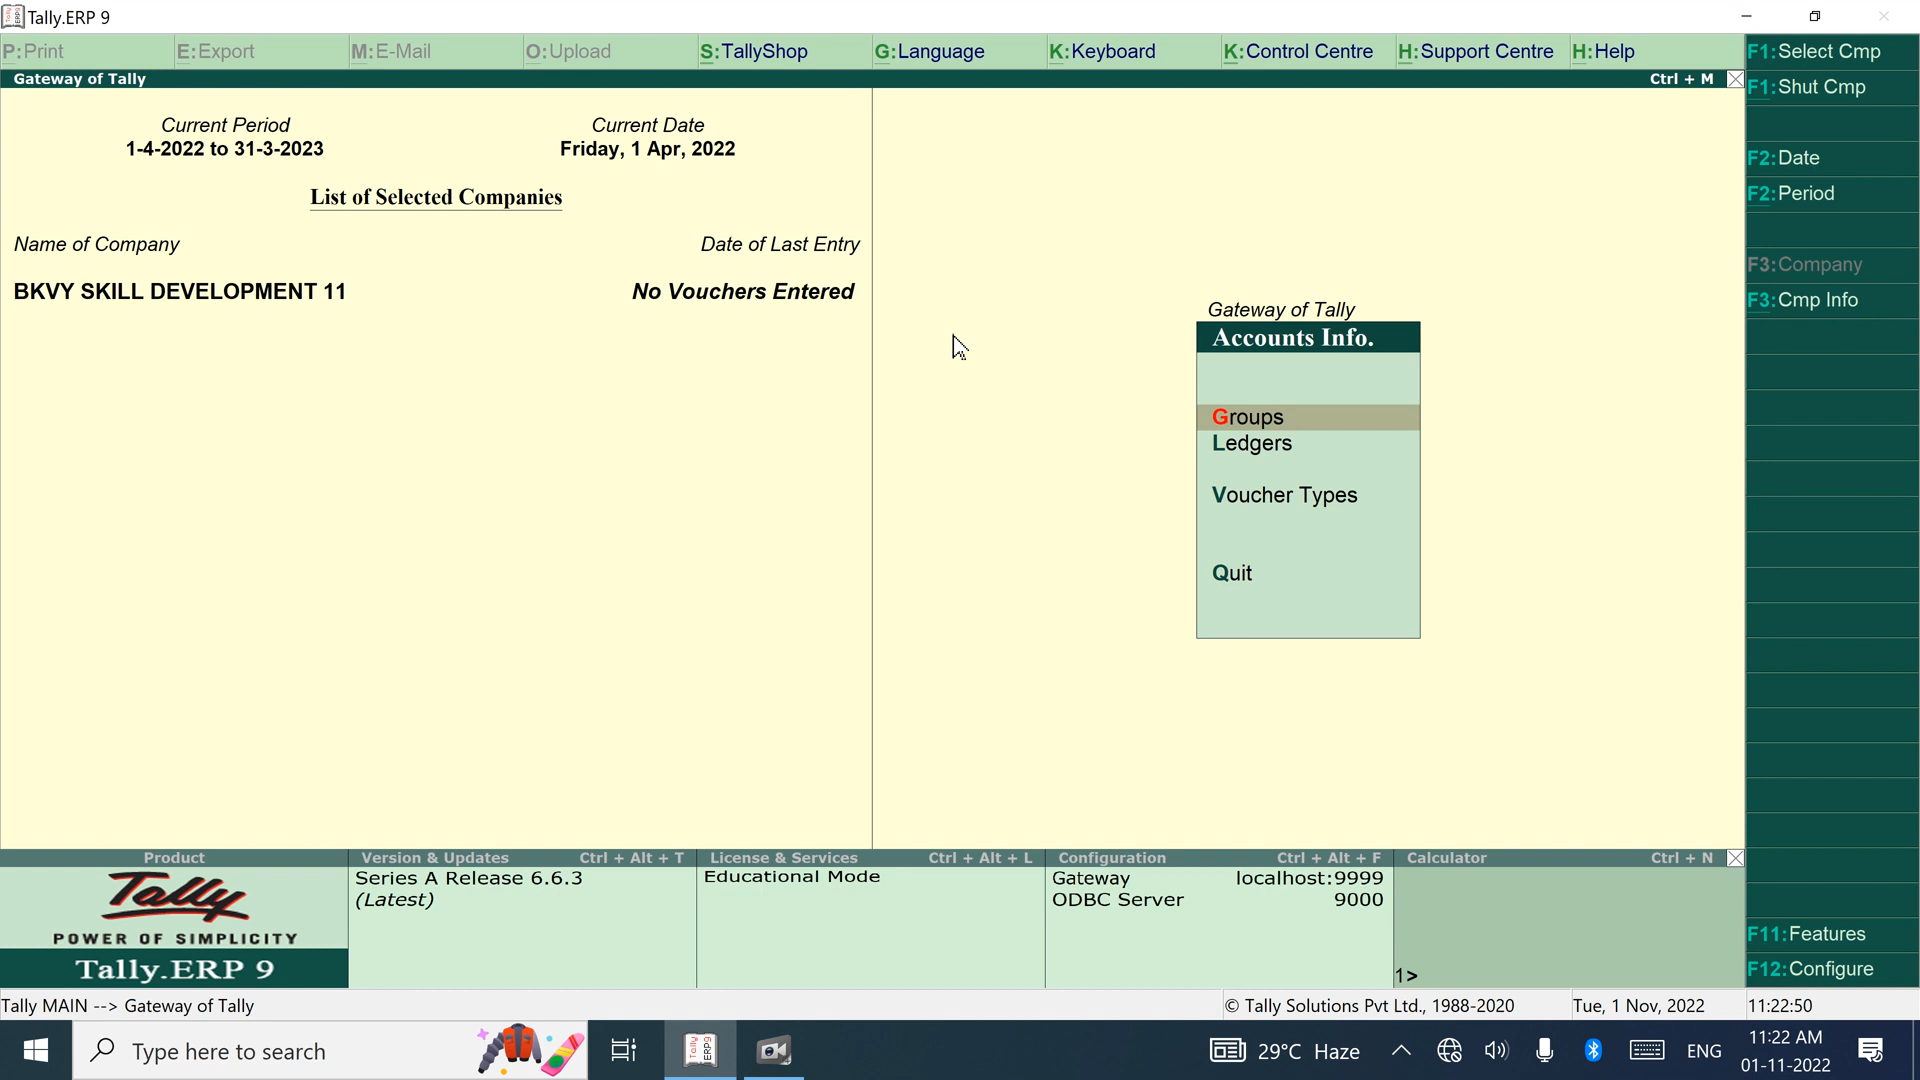 Tally.ERP 9
P:Print E:Export M:E-Mail O:Upload S:TallyShop G:Language K:Keyboard K:Control Centre H:Support Centre H:Help
Gateway of Tally Ctrl + M
Current Period Current Date
1-4-2022 to 31-3-2023 Friday, 1 Apr, 2022
List of Selected Companies
Name of Company Date of Last Entry
BKVY SKILL DEVELOPMENT 11 No Vouchers Entered
Gateway of Tally
Accounts Info.
Groups
Ledgers
Voucher Types
Quit
F1:Select Cmp
F1:Shut Cmp
F2:Date
F2:Period
F3:Company
F3:Cmp Info
F11:Features
F12:Configure
Product
Tally
POWER OF SIMPLICITY
Tally.ERP 9
Version & Updates Ctrl + Alt + T
Series A Release 6.6.3
(Latest)
License & Services Ctrl + Alt + L
Educational Mode
Configuration Ctrl + Alt + F
Gateway localhost:9999
ODBC Server 9000
Calculator Ctrl + N
1>
Tally MAIN --> Gateway of Tally © Tally Solutions Pvt Ltd., 1988-2020 Tue, 1 Nov, 2022 11:22:50
Type here to search
Tally
ERP9
29°C Haze
ENG
11:22 AM
01-11-2022